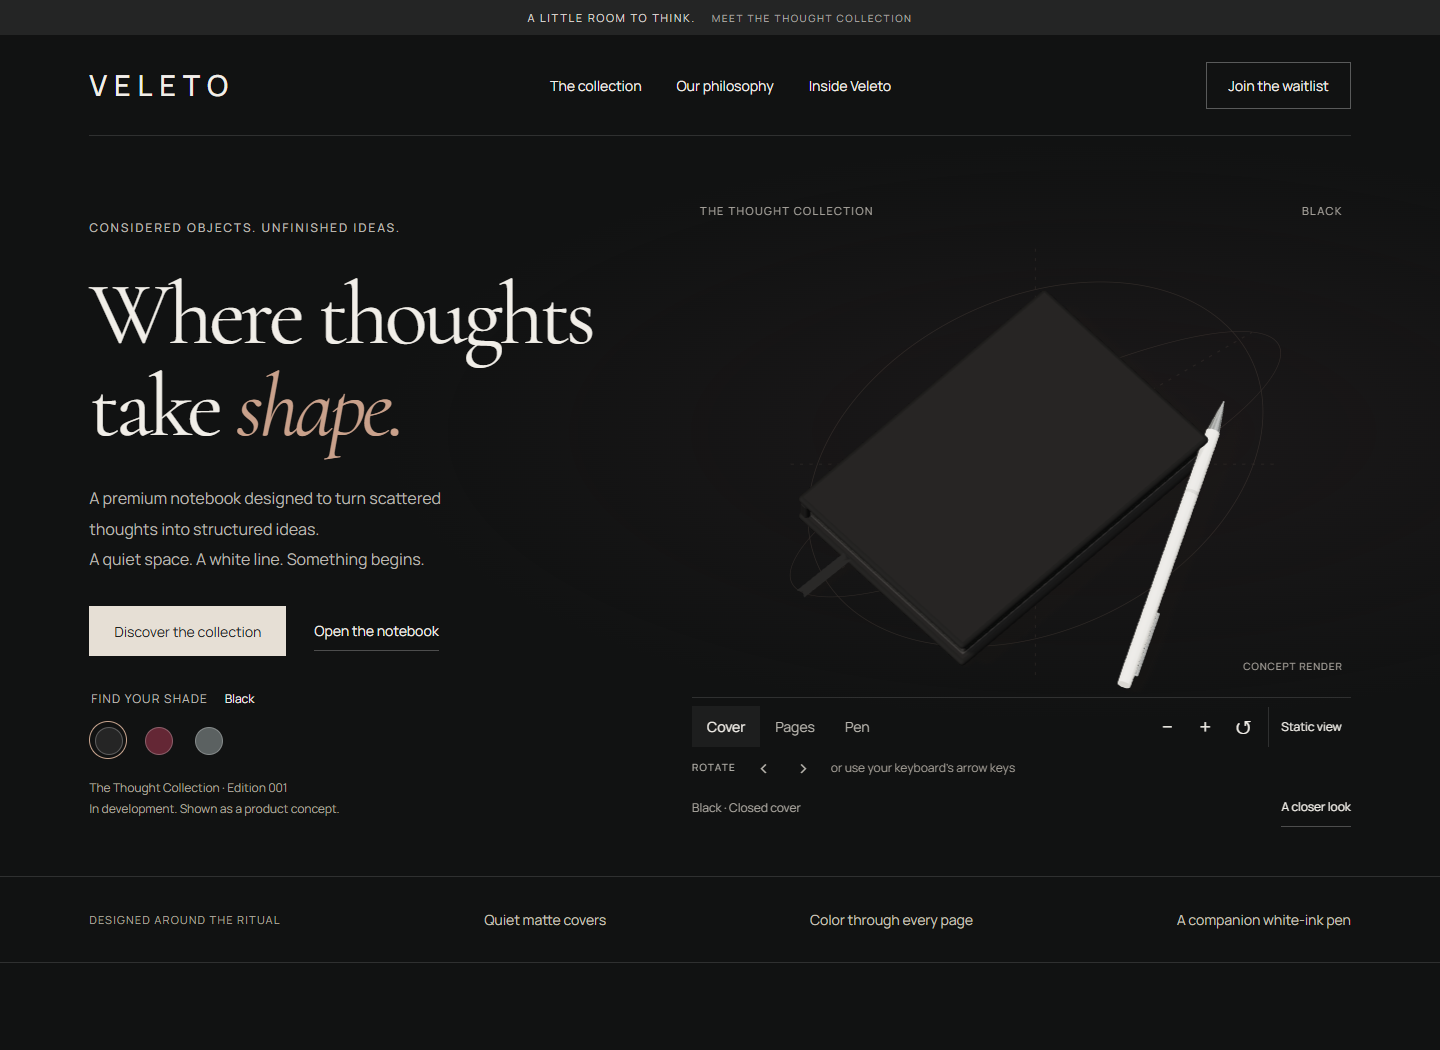 A LITTLE ROOM TO THINK. MEET THE THOUGHT COLLECTION
VELETO
The collection
Our philosophy
Inside Veleto
Join the waitlist
CONSIDERED OBJECTS. UNFINISHED IDEAS.
Where thoughts
take shape.
A premium notebook designed to turn scattered
thoughts into structured ideas.
A quiet space. A white line. Something begins.
Discover the collection
Open the notebook
FIND YOUR SHADE Black
The Thought Collection · Edition 001
In development. Shown as a product concept.
THE THOUGHT COLLECTION
BLACK
CONCEPT RENDER
Cover
Pages
Pen
− + ↺
Static view
ROTATE ‹ › or use your keyboard's arrow keys
Black · Closed cover
A closer look
DESIGNED AROUND THE RITUAL
Quiet matte covers
Color through every page
A companion white-ink pen